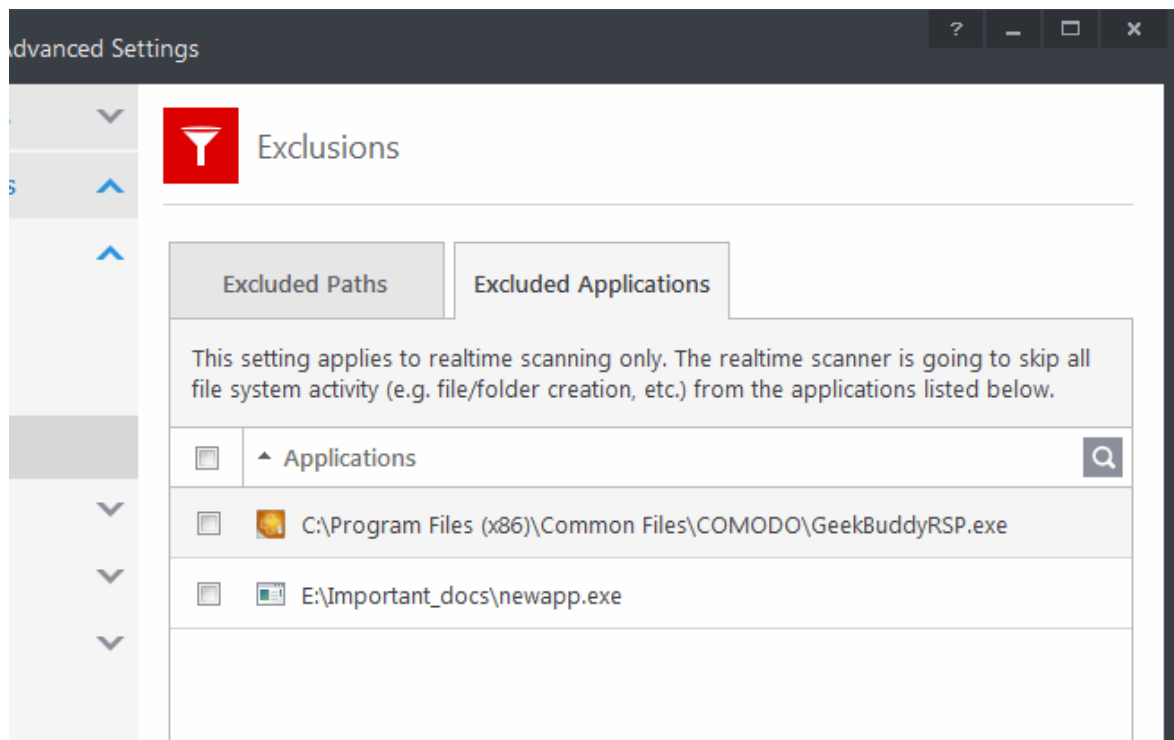 Advanced Settings
Exclusions
Excluded Paths
Excluded Applications
This setting applies to realtime scanning only. The realtime scanner is going to skip all
file system activity (e.g. file/folder creation, etc.) from the applications listed below.
Applications
C:\Program Files (x86)\Common Files\COMODO\GeekBuddyRSP.exe
E:\Important_docs\newapp.exe